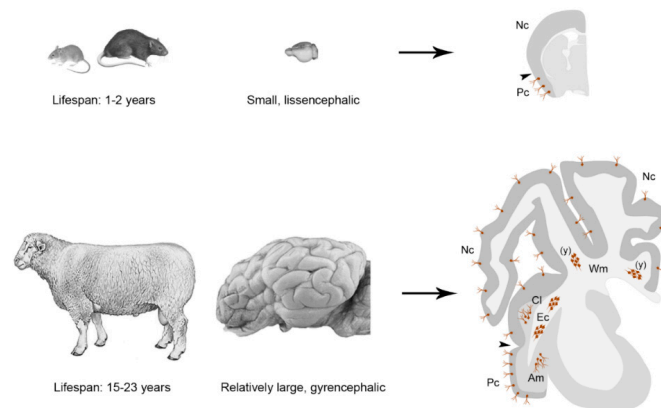 Nc
Pc
Lifespan: 1-2 years
Small, lissencephalic
Nc
Nc
(y)
(y)
Wm
Cl
Ec
Pc
Am
Lifespan: 15-23 years
Relatively large, gyrencephalic